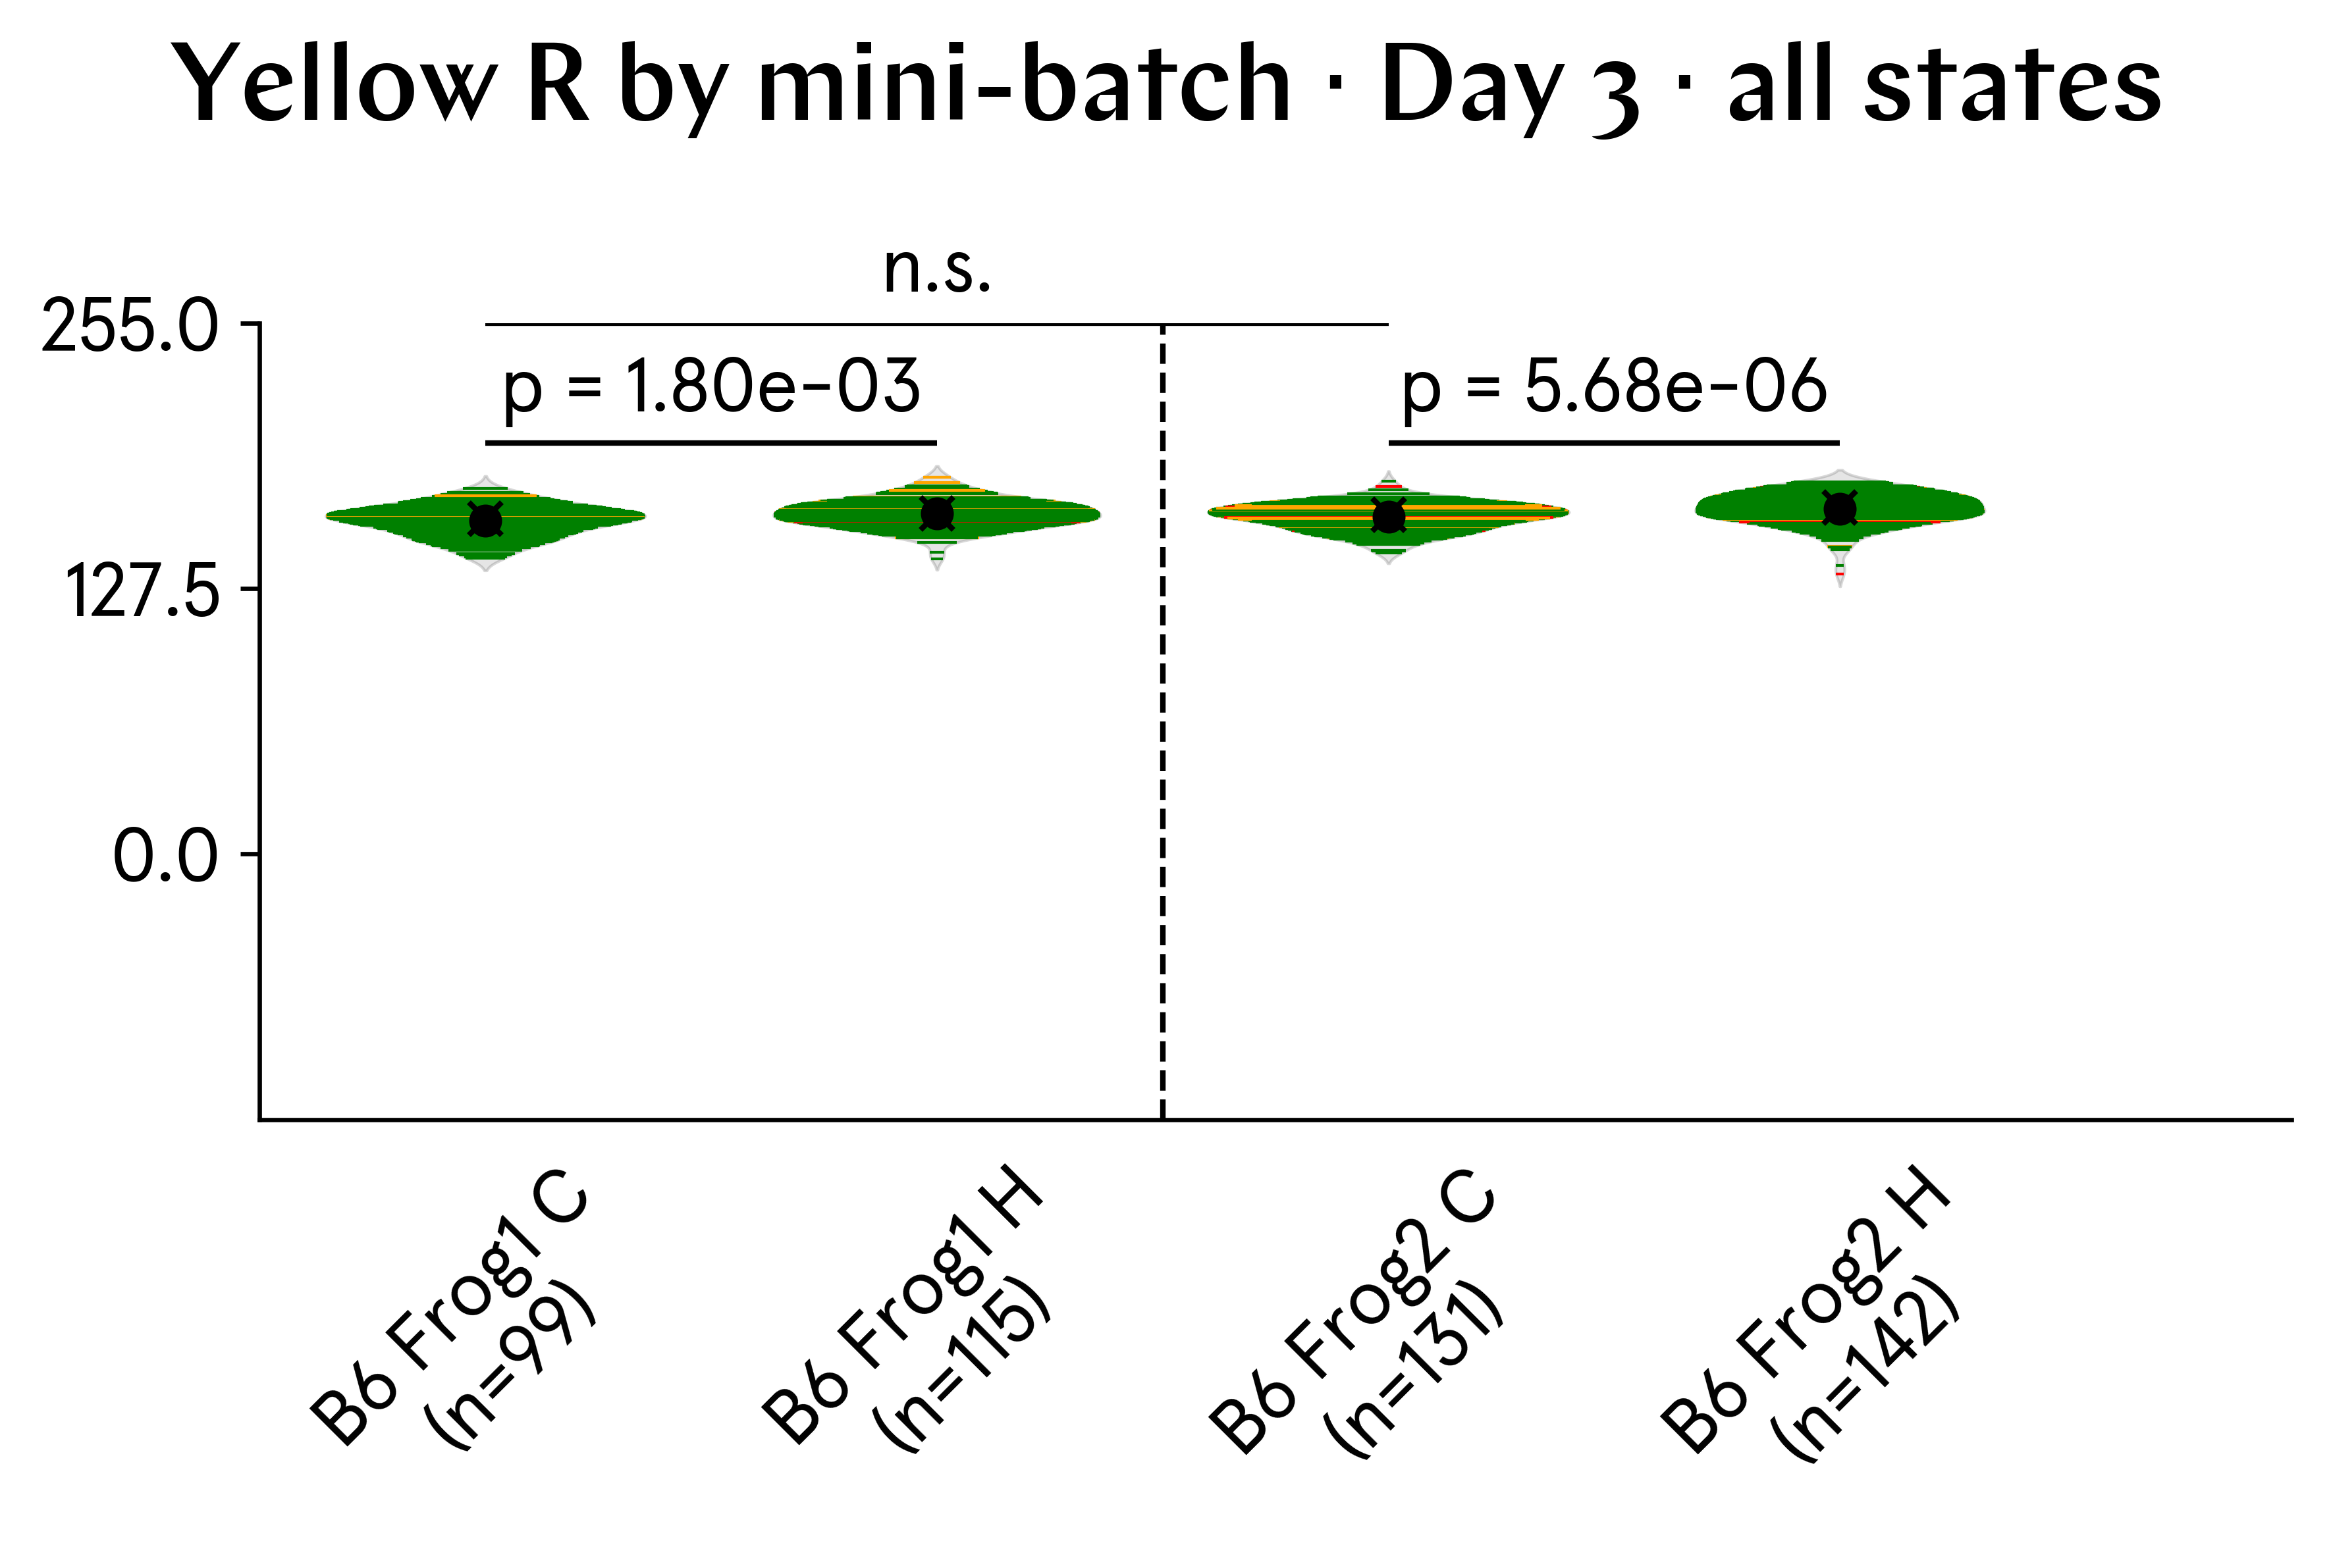 Yellow R by mini-batch · Day 3 · all states
n.s.
255.0
p = 1.80e-03
p = 5.68e-06
127.5
0.0
B6 Frog1 C
(n=99)
B6 Frog1 H
(n=115)
B6 Frog2 C
(n=131)
B6 Frog2 H
(n=142)